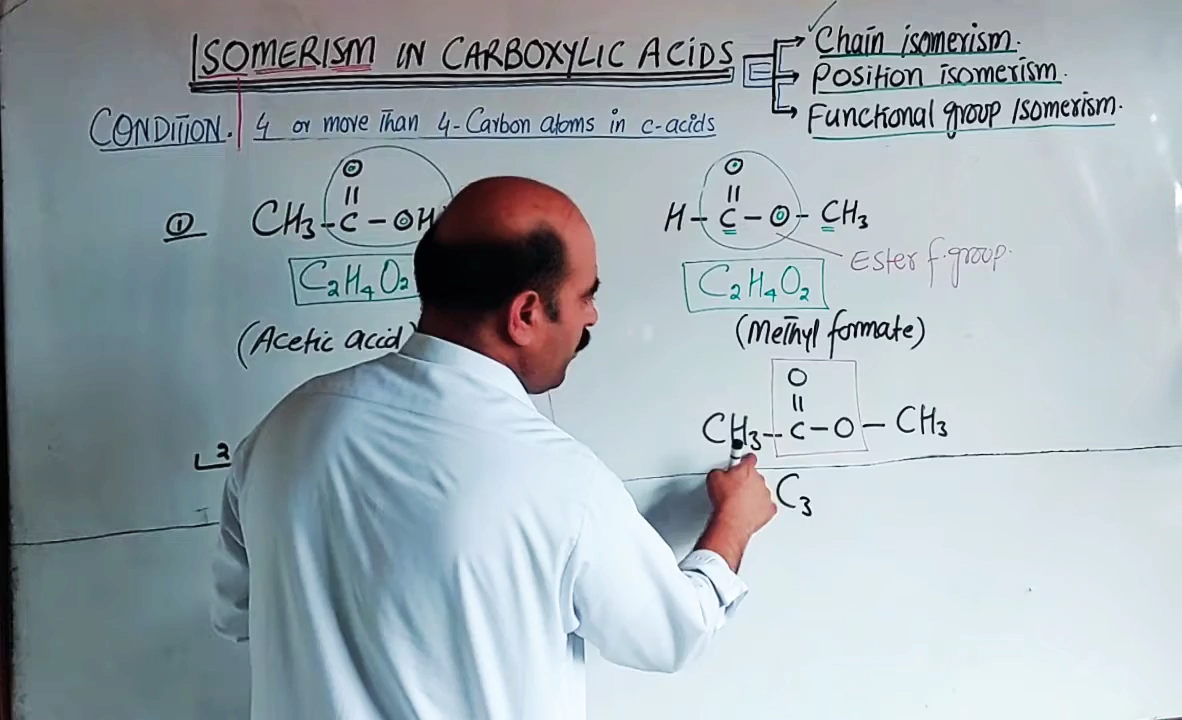 ISOMERISM IN CARBOXYLIC ACIDS
Chain isomerism.
Position isomerism.
Functional group Isomerism.
CONDITION. 4 or more than 4-Carbon atoms in c-acids
① CH₃-C-OH
O
||
H-C-O-CH₃
O
||
Ester f.group.
C₂H₄O₂
C₂H₄O₂
(Acetic acid)
(Methyl formate)
O
||
CH₃-C-O-CH₃
2
C₃